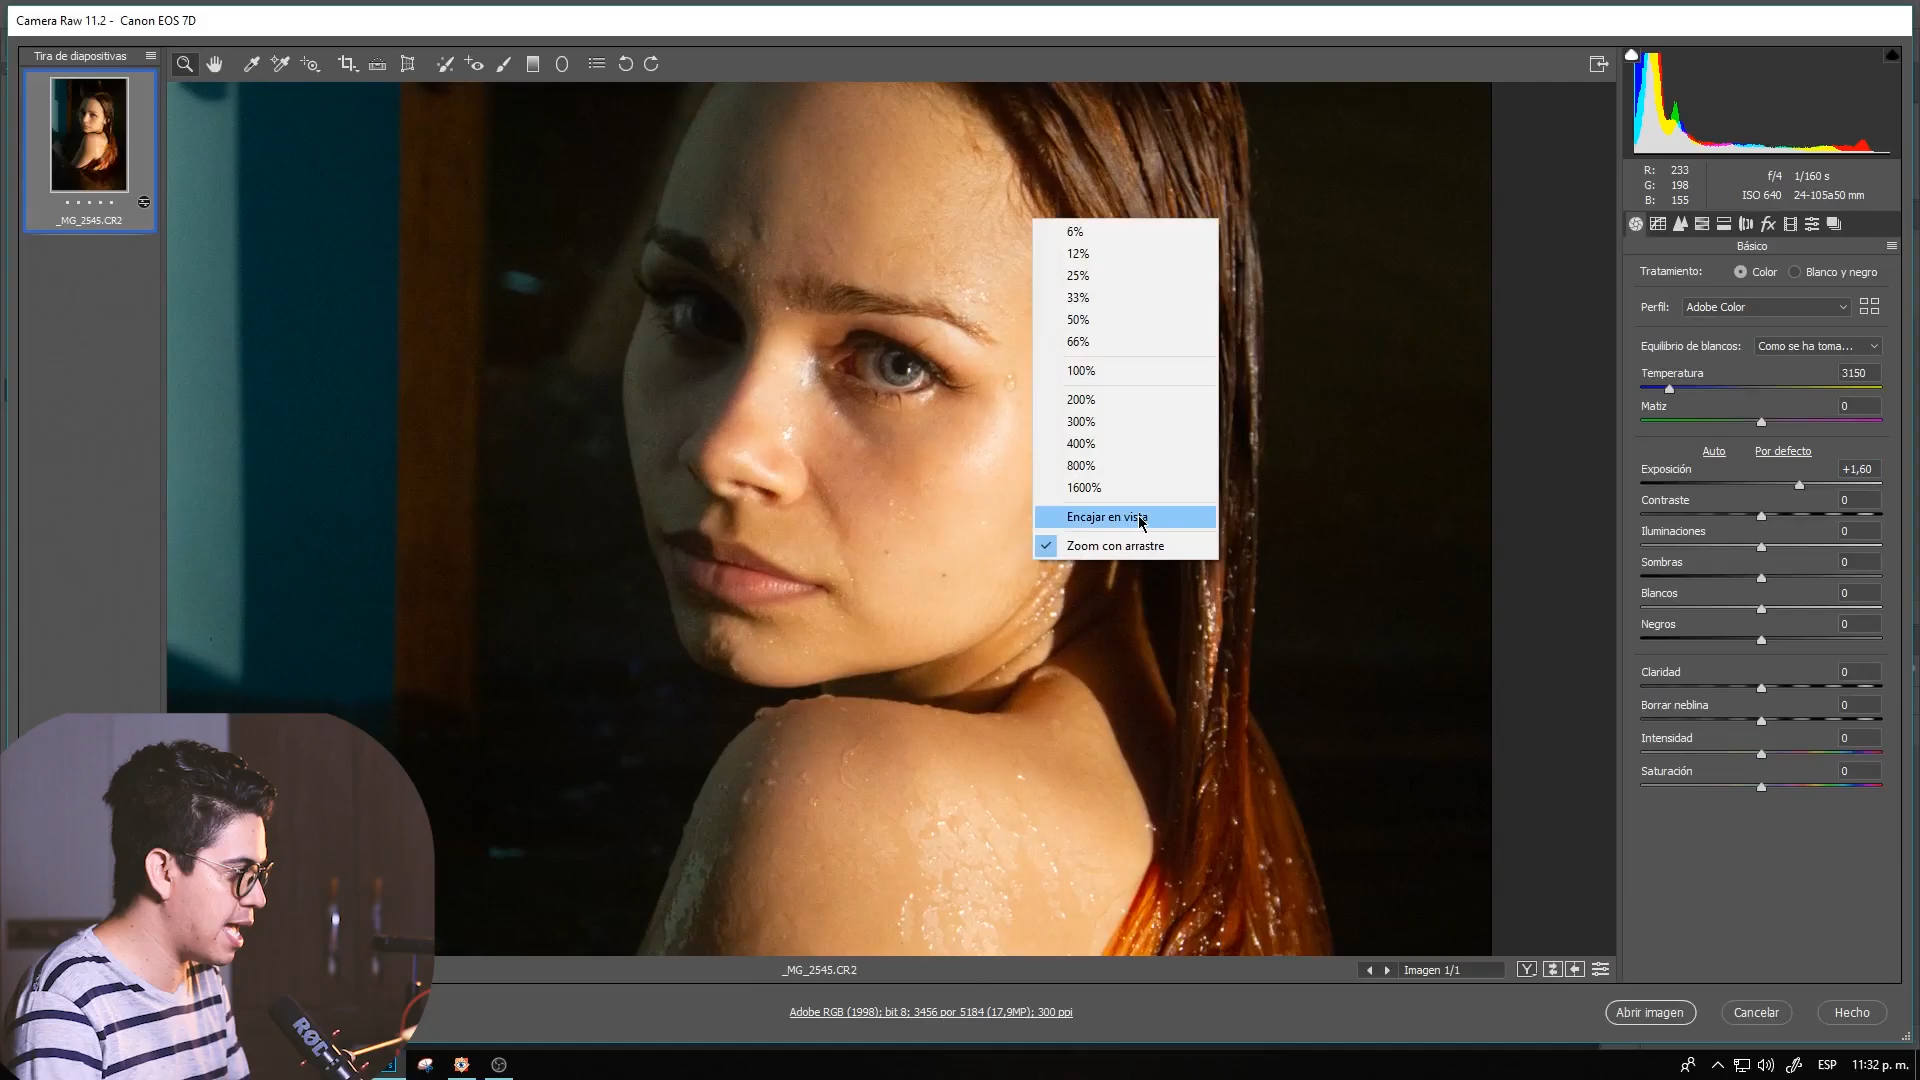 Camera Raw 11.2 - Canon EOS 7D
Tira de diapositivas
_MG_2545.CR2
R: 233
G: 198
B: 155
f/4 1/160 s
ISO 640 24-105a50 mm
Básico
Tratamiento: Color Blanco y negro
Perfil: Adobe Color
Equilibrio de blancos: Como se ha toma...
Temperatura 3150
Matiz 0
Auto Por defecto
Exposición +1,60
Contraste 0
Iluminaciones 0
Sombras 0
Blancos 0
Negros 0
Claridad 0
Borrar neblina 0
Intensidad 0
Saturación 0
6%
12%
25%
33%
50%
66%
100%
200%
300%
400%
800%
1600%
Encajar en vista
Zoom con arrastre
_MG_2545.CR2
Imagen 1/1
Y
Adobe RGB (1998); bit 8; 3456 por 5184 (17,9MP); 300 ppi
Abrir imagen Cancelar Hecho
RØDE
ESP 11:32 p. m.